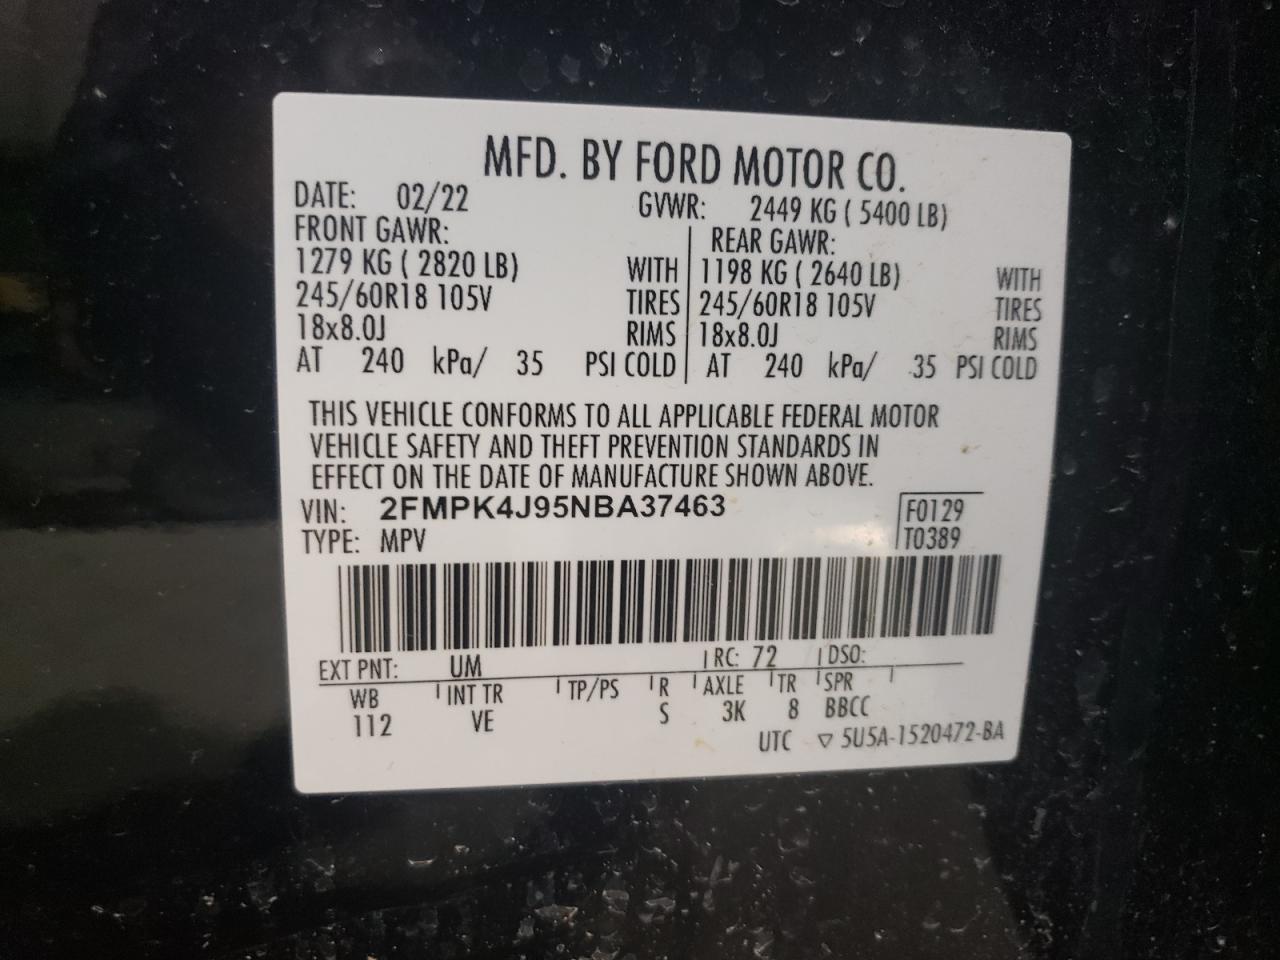 MFD. BY FORD MOTOR CO.
DATE: 02/22 GVWR: 2449 KG ( 5400 LB)
FRONT GAWR: REAR GAWR:
1279 KG ( 2820 LB) WITH 1198 KG ( 2640 LB) WITH
245/60R18 105V TIRES 245/60R18 105V TIRES
18x8.0J RIMS 18x8.0J RIMS
AT 240 kPa/ 35 PSI COLD AT 240 kPa/ 35 PSI COLD
THIS VEHICLE CONFORMS TO ALL APPLICABLE FEDERAL MOTOR
VEHICLE SAFETY AND THEFT PREVENTION STANDARDS IN
EFFECT ON THE DATE OF MANUFACTURE SHOWN ABOVE.
VIN: 2FMPK4J95NBA37463 F0129
TYPE: MPV T0389
EXT PNT: UM RC: 72 DSO:
WB INT TR TP/PS R AXLE TR SPR
112 VE S 3K 8 BBCC
UTC ▽ 5U5A-1520472-BA